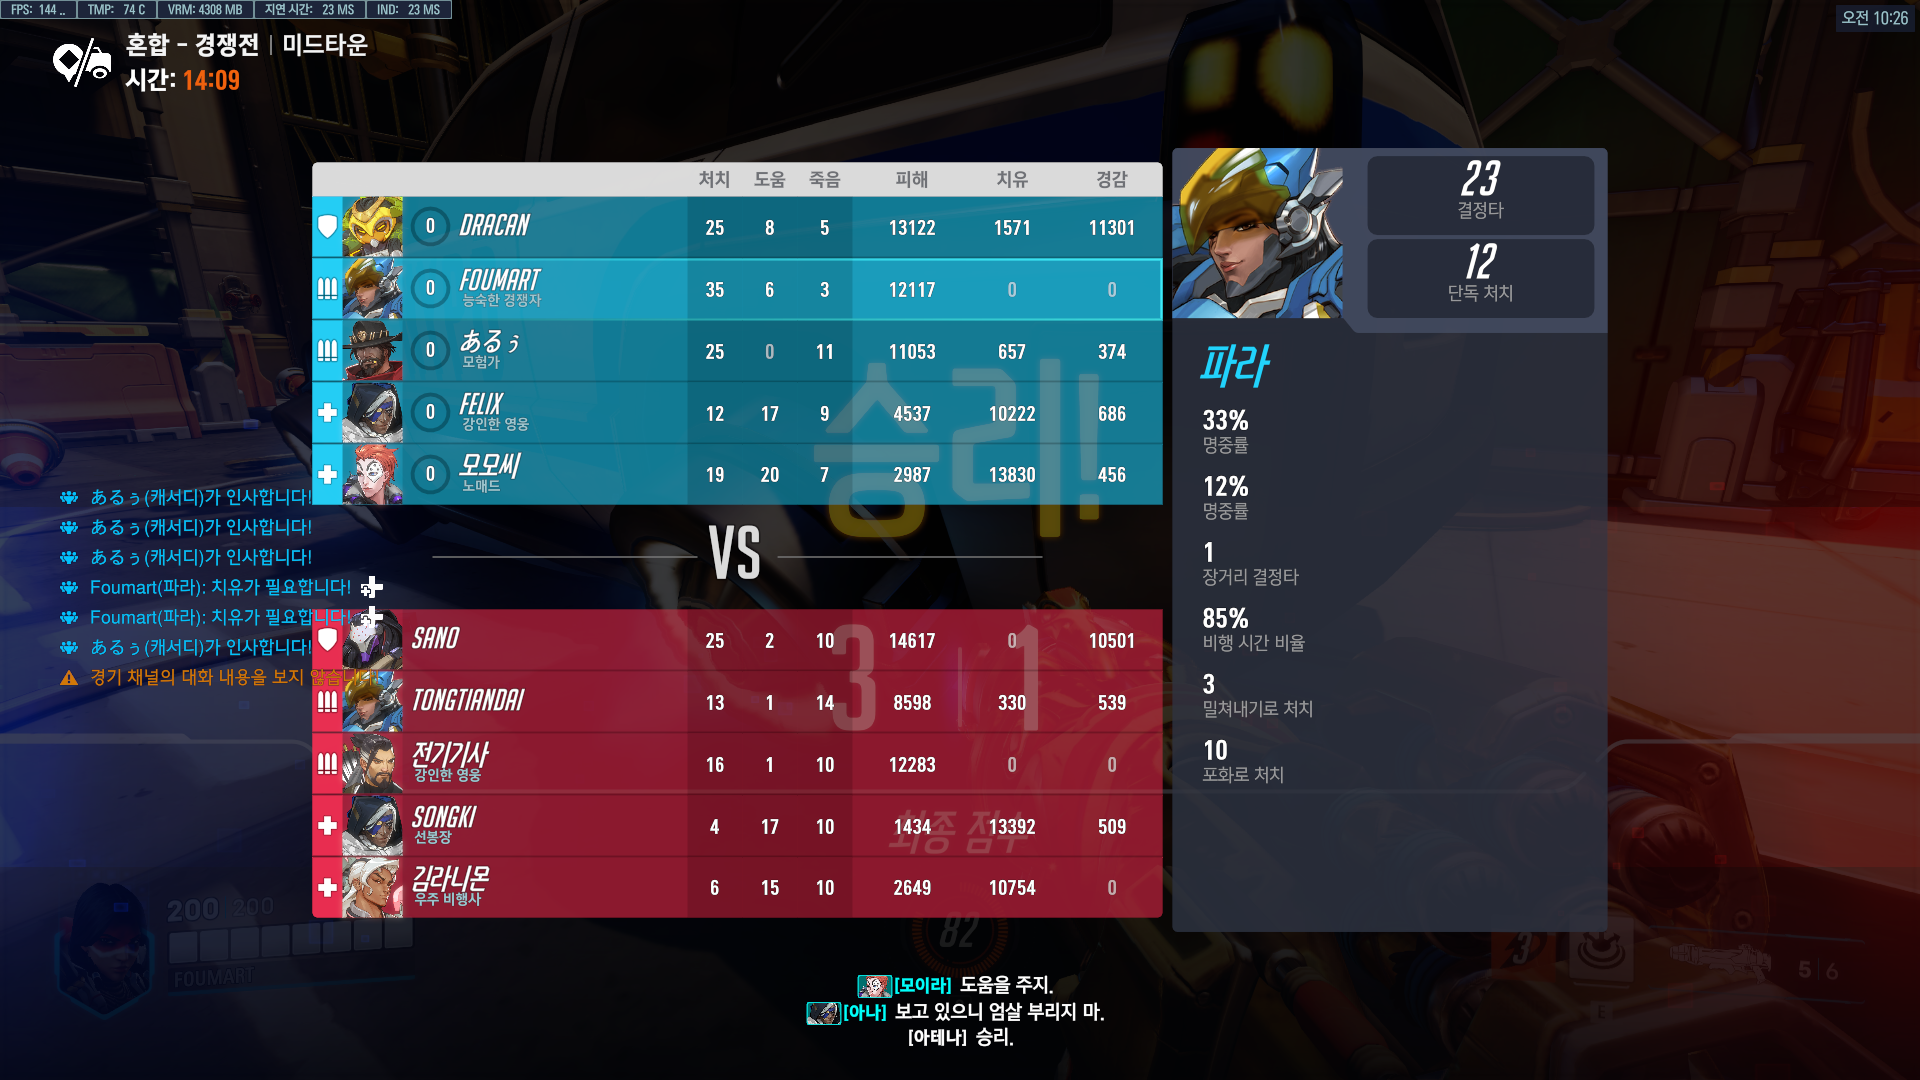 FPS: 144 .. TMP: 74 C VRM: 4308 MB 지연 시간: 23 MS IND: 23 MS
오전 10:26
혼합 - 경쟁전 | 미드타운
시간: 14:09
처치 도움 죽음 피해 치유 경감
0 DRACAN 25 8 5 13122 1571 11301
0 FOUMART 35 6 3 12117 0 0
능숙한 경쟁자
0 あるぅ 25 0 11 11053 657 374
모험가
0 FELIX 12 17 9 4537 10222 686
강인한 영웅
0 모모씨 19 20 7 2987 13830 456
노매드
승리!
VS
SANO 25 2 10 14617 0 10501
TONGTIANDAI 13 1 14 8598 330 539
전기기사 16 1 10 12283 0 0
강인한 영웅
SONGKI 4 17 10 1434 13392 509
선봉장
김라니몬 6 15 10 2649 10754 0
우주 비행사
3 | 1
최종 점수
23
결정타
12
단독 처치
파라
33%
명중률
12%
명중률
1
장거리 결정타
85%
비행 시간 비율
3
밀쳐내기로 처치
10
포화로 처치
あるぅ(캐서디)가 인사합니다!
あるぅ(캐서디)가 인사합니다!
あるぅ(캐서디)가 인사합니다!
Foumart(파라): 치유가 필요합니다!
Foumart(파라): 치유가 필요합니다!
あるぅ(캐서디)가 인사합니다!
경기 채널의 대화 내용을 보지 않습니다.
200 200
FOUMART
82
3
5 | 6
[모이라] 도움을 주지.
[아나] 보고 있으니 엄살 부리지 마.
[아테나] 승리.